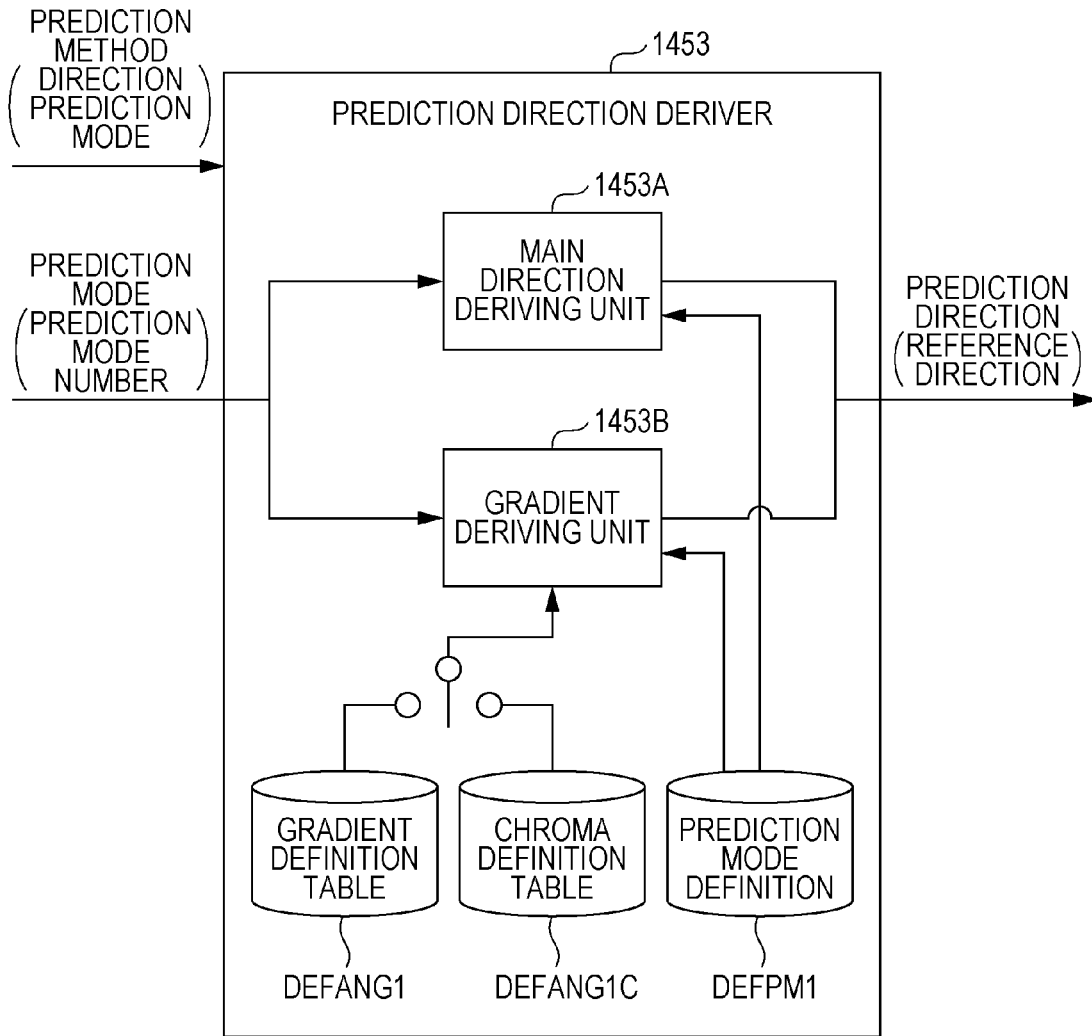 PREDICTION
METHOD
(DIRECTION
PREDICTION
MODE)
1453
PREDICTION DIRECTION DERIVER
1453A
MAIN
DIRECTION
DERIVING UNIT
PREDICTION
MODE
(PREDICTION
MODE
NUMBER)
PREDICTION
DIRECTION
(REFERENCE
DIRECTION)
1453B
GRADIENT
DERIVING UNIT
GRADIENT
DEFINITION
TABLE
CHROMA
DEFINITION
TABLE
PREDICTION
MODE
DEFINITION
DEFANG1
DEFANG1C
DEFPM1